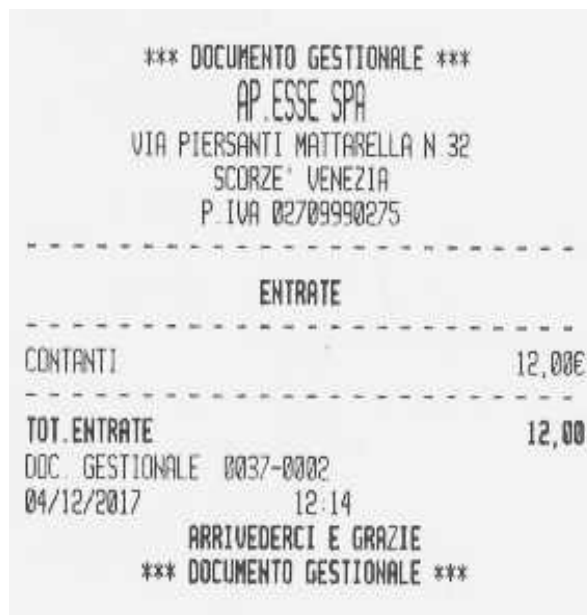 *** DOCUMENTO GESTIONALE ***
AP.ESSE SPA
VIA PIERSANTI MATTARELLA N 32
SCORZE' VENEZIA
P.IVA 02709990275
ENTRATE
CONTANTI 12,00€
TOT.ENTRATE 12,00
DOC. GESTIONALE 0037-0002
04/12/2017 12:14
ARRIVEDERCI E GRAZIE
*** DOCUMENTO GESTIONALE ***